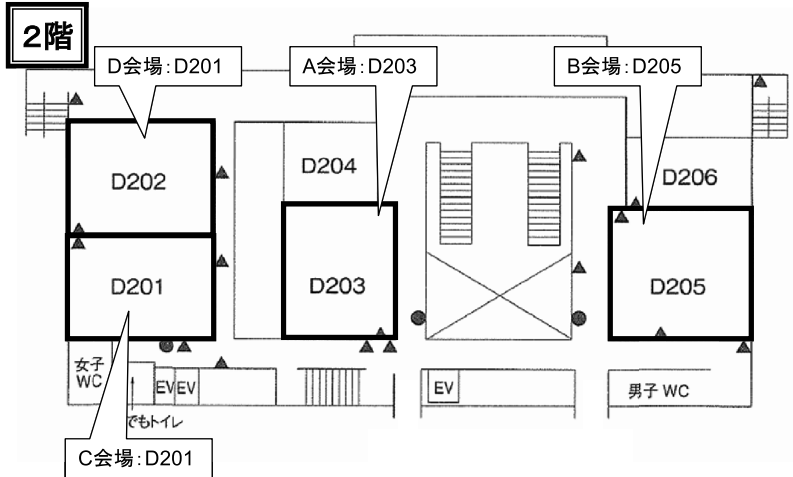 2階
D会場:D201
A会場:D203
B会場:D205
D202
D204
D206
D201
D203
D205
女子
WC
EV
EV
EV
男子 WC
でもトイレ
C会場:D201